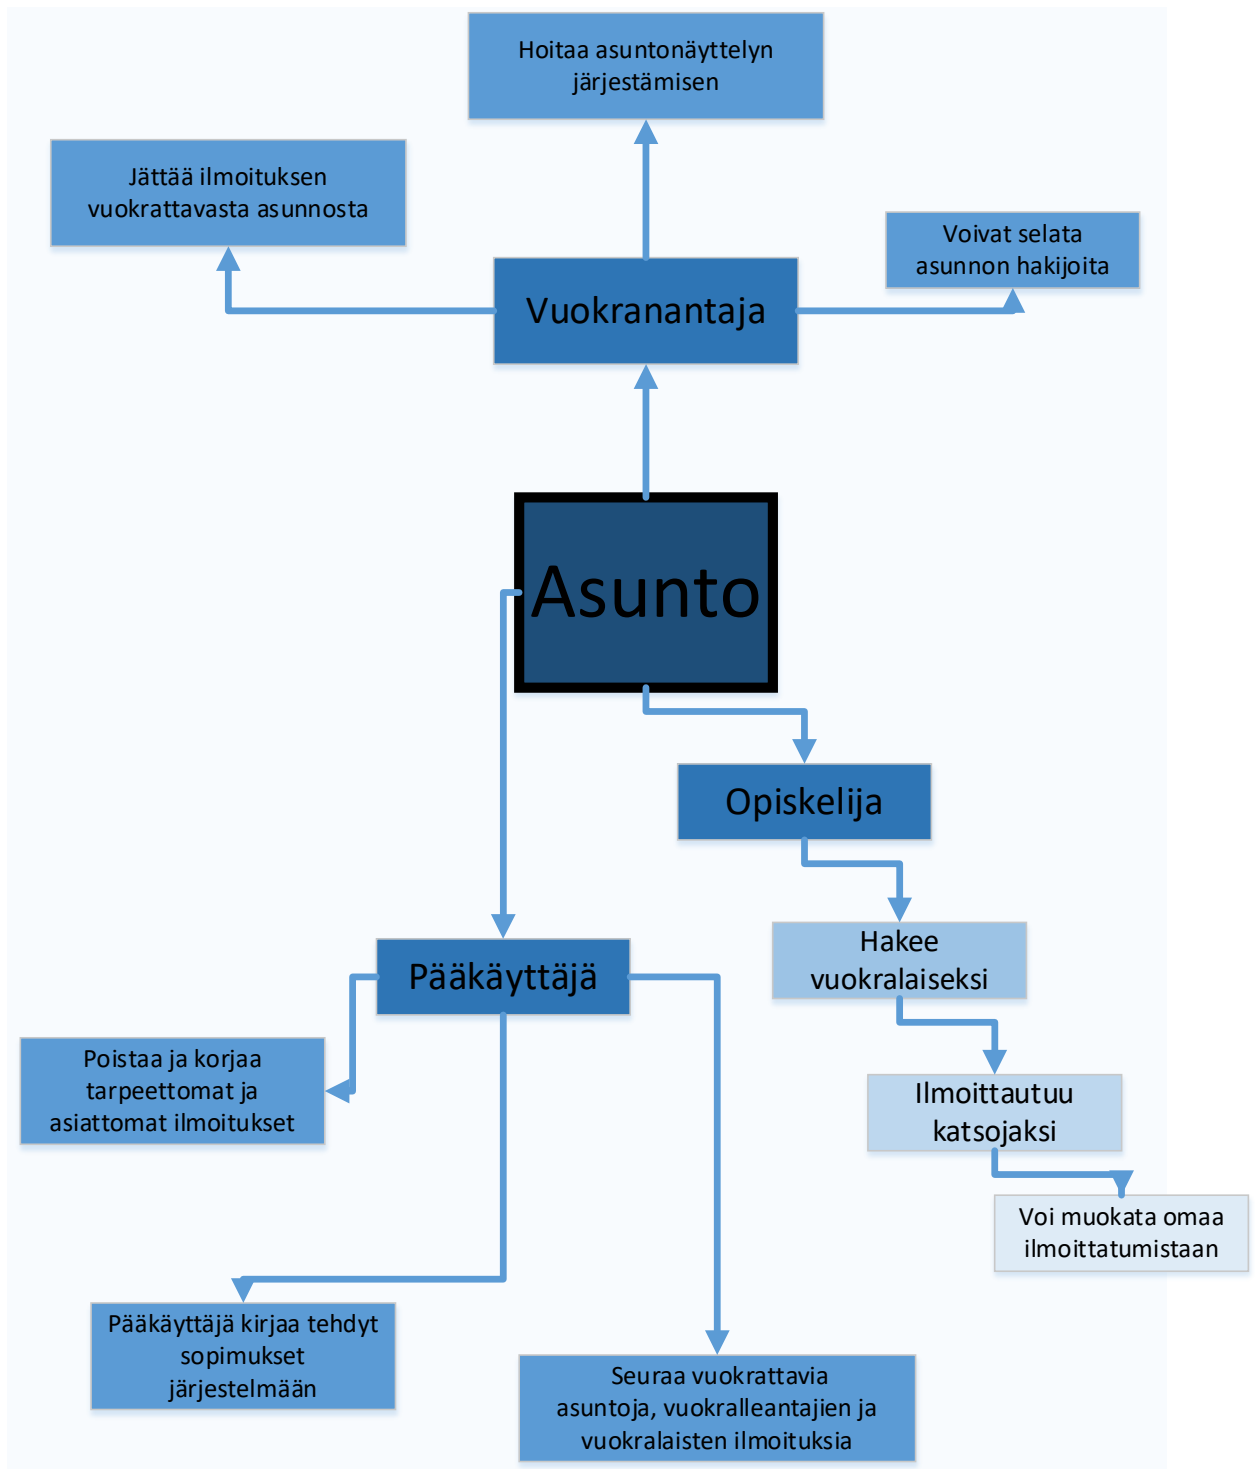 Hoitaa asuntonäyttelyn
järjestämisen
Jättää ilmoituksen
vuokrattavasta asunnosta
Voivat selata
asunnon hakijoita
Vuokranantaja
Asunto
Opiskelija
Hakee
vuokralaiseksi
Pääkäyttäjä
Poistaa ja korjaa
tarpeettomat ja
asiattomat ilmoitukset
Ilmoittautuu
katsojaksi
Voi muokata omaa
ilmoittatumistaan
Pääkäyttäjä kirjaa tehdyt
sopimukset
järjestelmään
Seuraa vuokrattavia
asuntoja, vuokralleantajien ja
vuokralaisten ilmoituksia